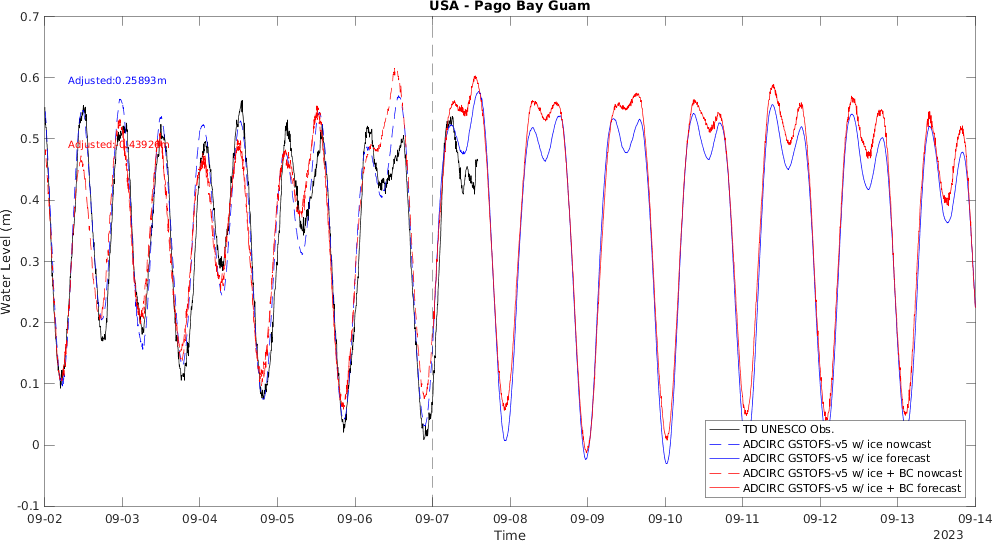 USA - Pago Bay Guam
0.7
0.6
0.5
0.4
0.3
0.2
0.1
0
-0.1
Water Level (m)
Adjusted:0.25893m
Adjusted:-0.43926m
TD UNESCO Obs.
ADCIRC GSTOFS-v5 w/ ice nowcast
ADCIRC GSTOFS-v5 w/ ice forecast
ADCIRC GSTOFS-v5 w/ ice + BC nowcast
ADCIRC GSTOFS-v5 w/ ice + BC forecast
09-02 09-03 09-04 09-05 09-06 09-07 09-08 09-09 09-10 09-11 09-12 09-13 09-14
Time
2023